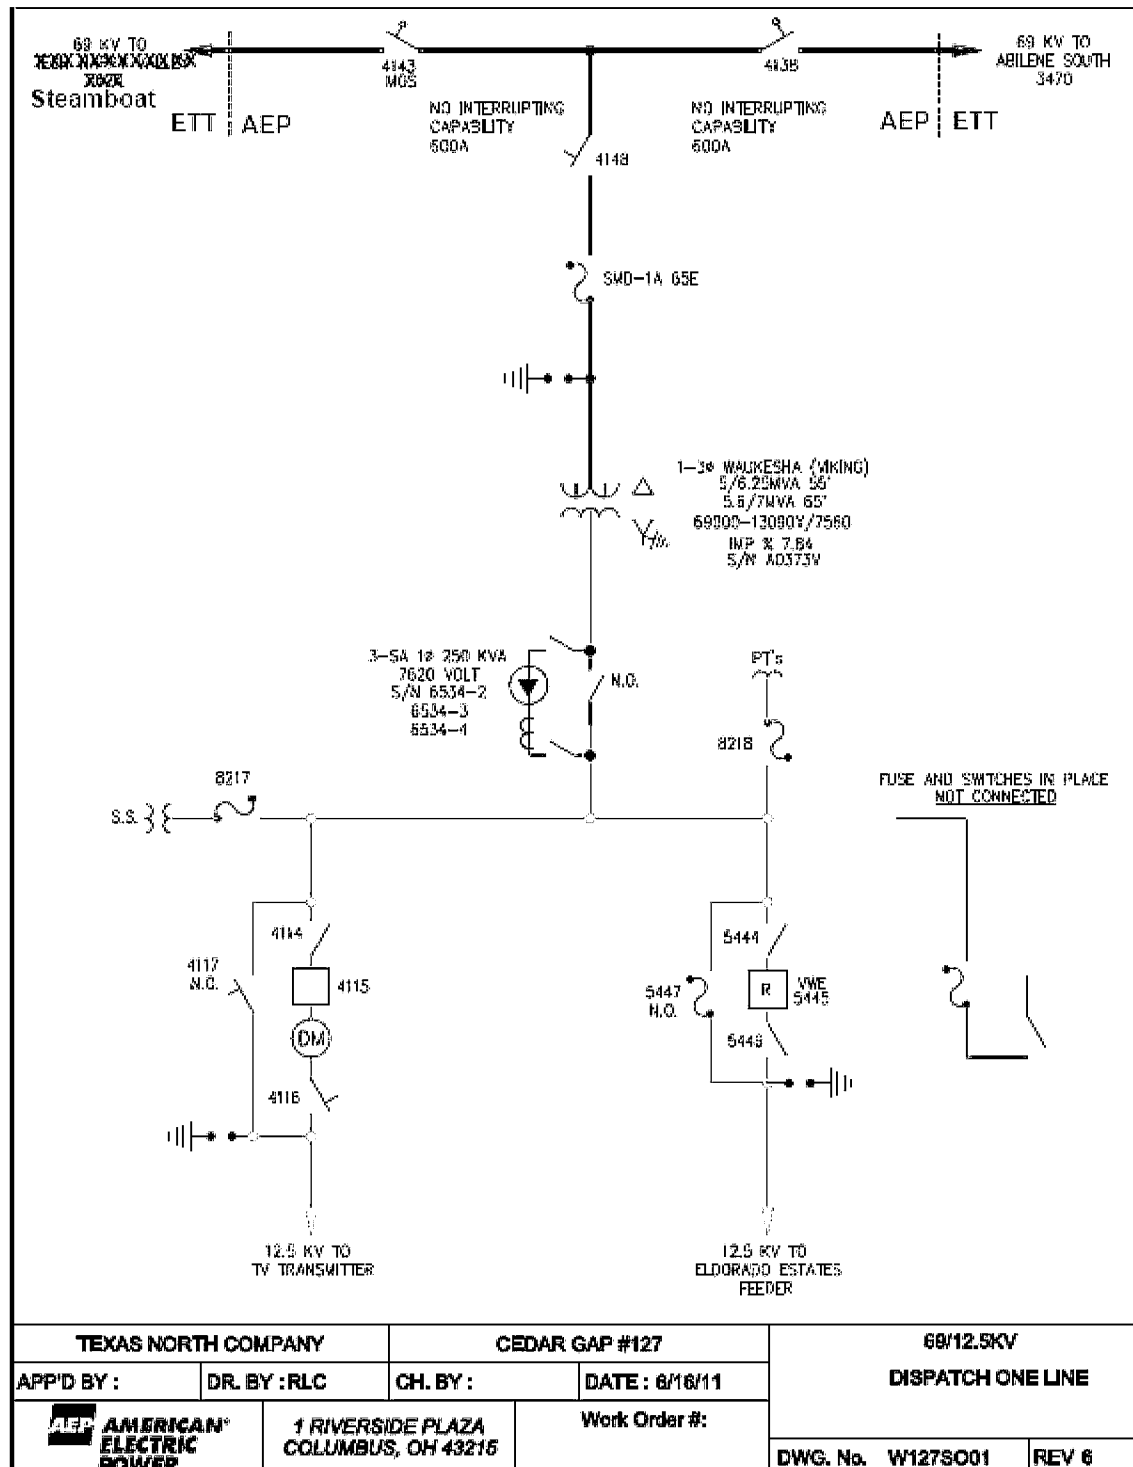 69 KV TO
Steamboat
ETT
AEP
4143
MOS
NO INTERRUPTING
CAPABILITY
600A
4138
NO INTERRUPTING
CAPABILITY
600A
AEP
ETT
69 KV TO
ABILENE SOUTH
3470
4148
SMD-1A 65E
1-3Ø WAUKESHA (VIKING)
5/6.25MVA 55°
5.6/7MVA 65°
69000-13090Y/7560
IMP % 7.84
S/N A0373V
3-SA 1Ø 250 KVA
7620 VOLT
S/N 6534-2
6534-3
6534-4
N.O.
PT's
8218
8217
S.S.
FUSE AND SWITCHES IN PLACE
NOT CONNECTED
4114
4117
N.O.
4115
DM
4116
5444
5447
N.O.
R
VWE
5445
5446
12.5 KV TO
TV TRANSMITTER
12.5 KV TO
ELDORADO ESTATES
FEEDER
TEXAS NORTH COMPANY
CEDAR GAP #127
69/12.5KV
DISPATCH ONE LINE
APP'D BY :
DR. BY :RLC
CH. BY :
DATE : 6/16/11
AEP AMERICAN®
ELECTRIC
POWER
1 RIVERSIDE PLAZA
COLUMBUS, OH 43215
Work Order #:
DWG. No. W127SO01
REV 6